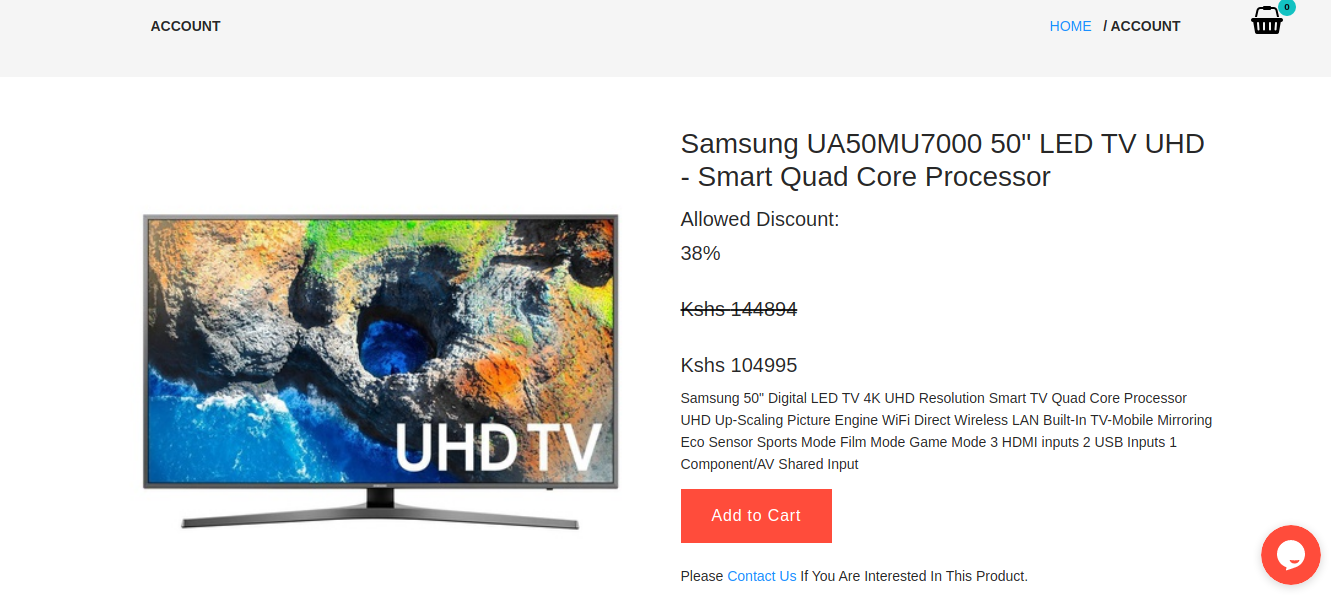 ACCOUNT
HOME / ACCOUNT
0
Samsung UA50MU7000 50" LED TV UHD
- Smart Quad Core Processor
Allowed Discount:
38%
Kshs 144894
Kshs 104995
Samsung 50" Digital LED TV 4K UHD Resolution Smart TV Quad Core Processor
UHD Up-Scaling Picture Engine WiFi Direct Wireless LAN Built-In TV-Mobile Mirroring
Eco Sensor Sports Mode Film Mode Game Mode 3 HDMI inputs 2 USB Inputs 1
Component/AV Shared Input
UHD TV
Add to Cart
Please Contact Us If You Are Interested In This Product.